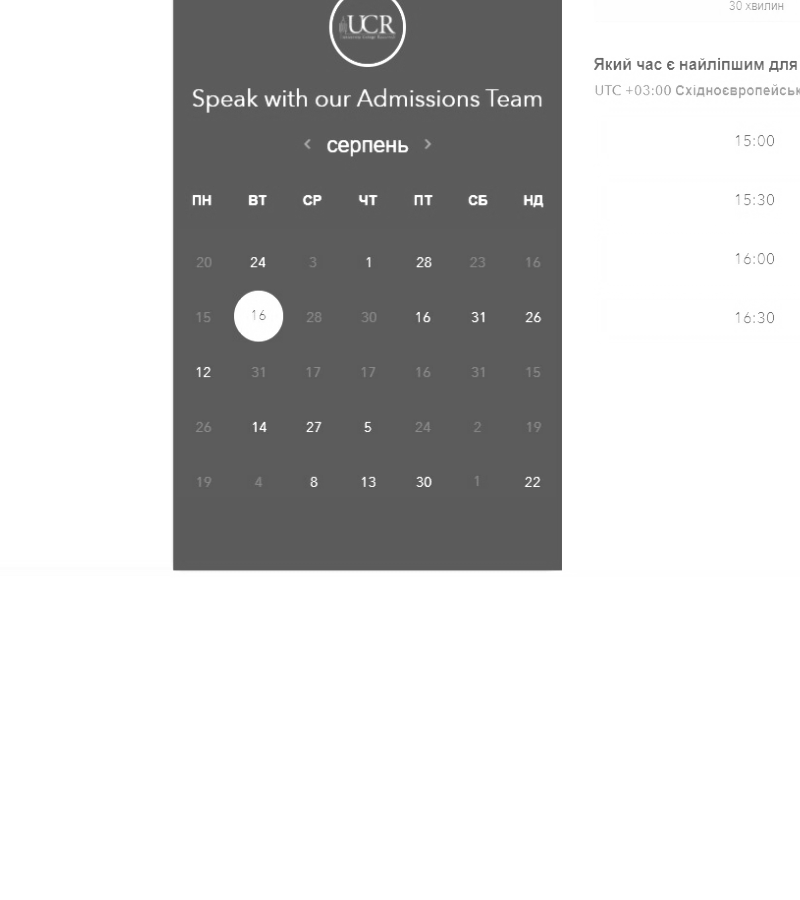 UCR
Speak with our Admissions Team
серпень
ПН ВТ СР ЧТ ПТ СБ НД
20 24 3 1 28 23 16
15 16 28 30 16 31 26
12 31 17 17 16 31 15
26 14 27 5 24 2 19
19 4 8 13 30 1 22
30 хвилин
Який час є найліпшим для
UTC +03:00 Східноєвропейськ
15:00
15:30
16:00
16:30